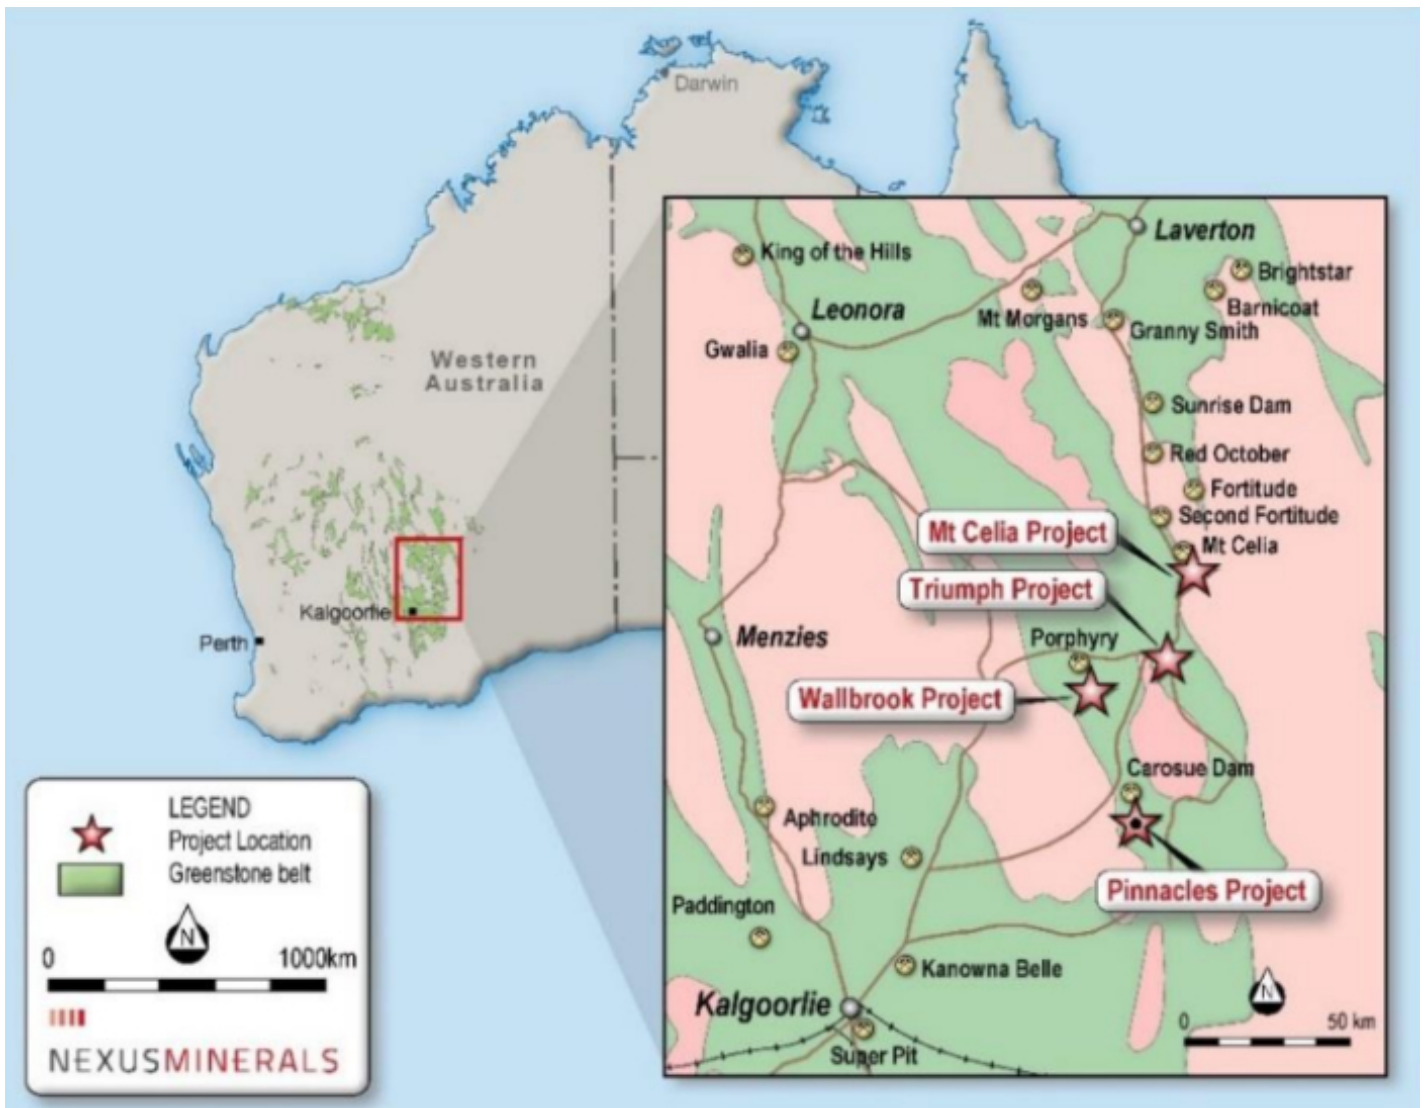 Darwin
Western
Australia
Kalgoorlie
Perth
LEGEND
Project Location
Greenstone belt
N
0 1000km
NEXUSMINERALS
Laverton
King of the Hills
Brightstar
Barnicoat
Leonora
Mt Morgans
Granny Smith
Gwalia
Sunrise Dam
Red October
Fortitude
Second Fortitude
Mt Celia Project
Mt Celia
Triumph Project
Menzies
Porphyry
Wallbrook Project
Carosue Dam
Aphrodite
Lindsays
Pinnacles Project
Paddington
Kanowna Belle
Kalgoorlie
Super Pit
N
0 50 km